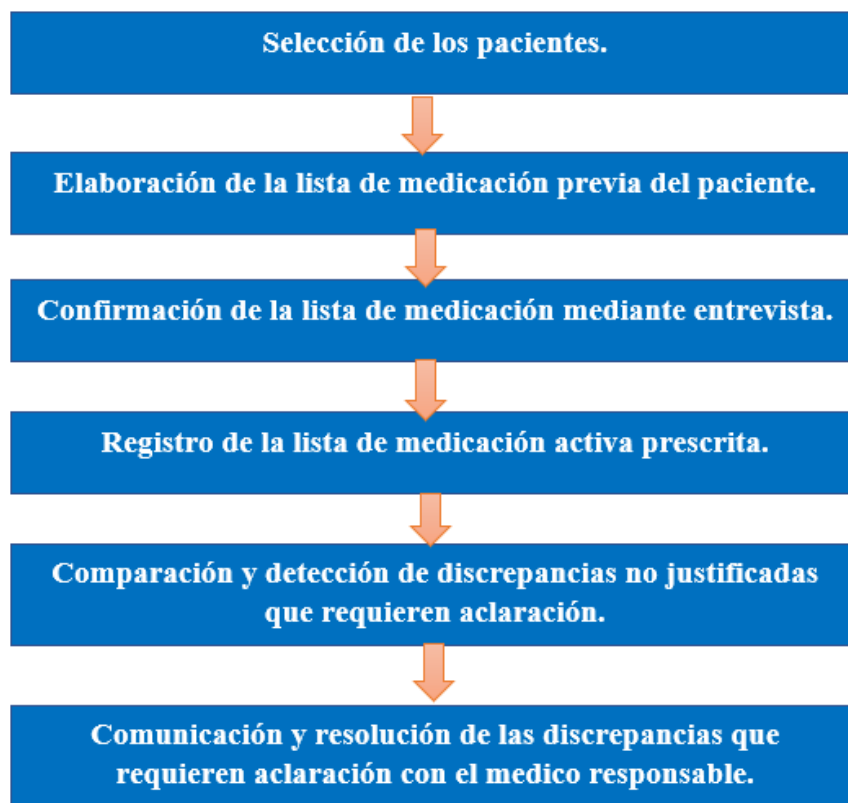 Selección de los pacientes.
Elaboración de la lista de medicación previa del paciente.
Confirmación de la lista de medicación mediante entrevista.
Registro de la lista de medicación activa prescrita.
Comparación y detección de discrepancias no justificadas
que requieren aclaración.
Comunicación y resolución de las discrepancias que
requieren aclaración con el medico responsable.